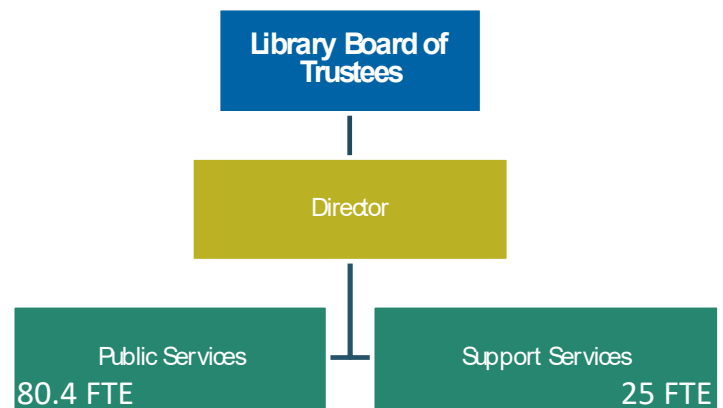 Library Board of
Trustees
Director
Public Services
80.4 FTE
Support Services
25 FTE